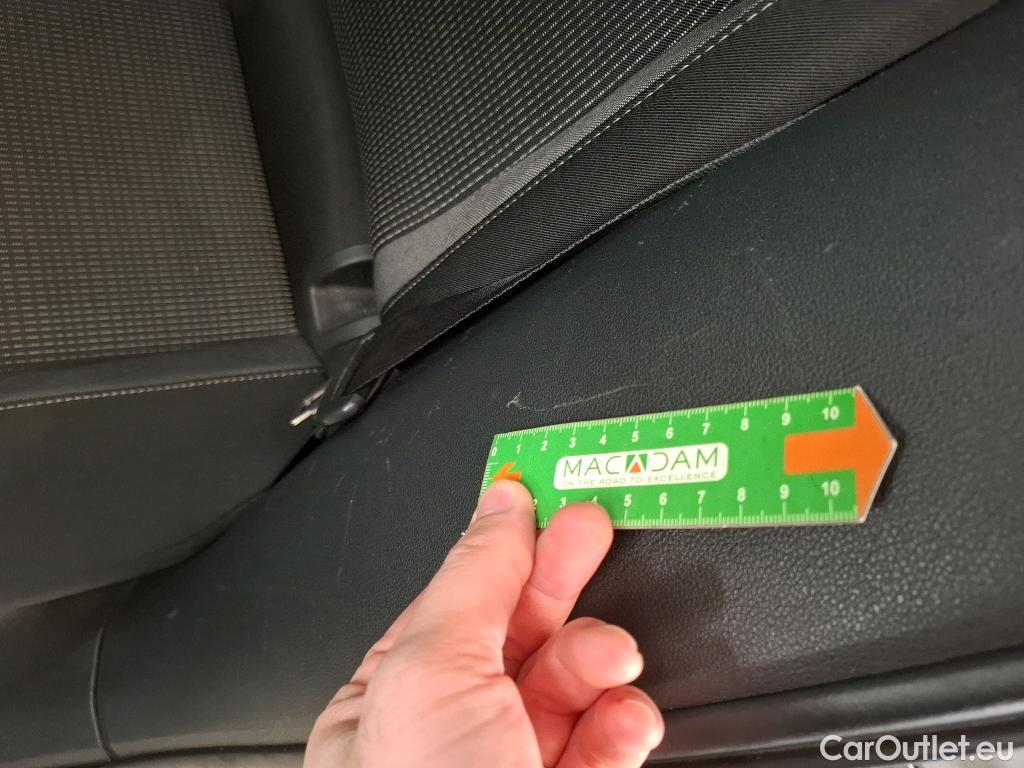 0 1 2 3 4 5 6 7 8 9 10
MACADAM
ON THE ROAD TO EXCELLENCE
2 3 4 5 6 7 8 9 10
CarOutlet.eu